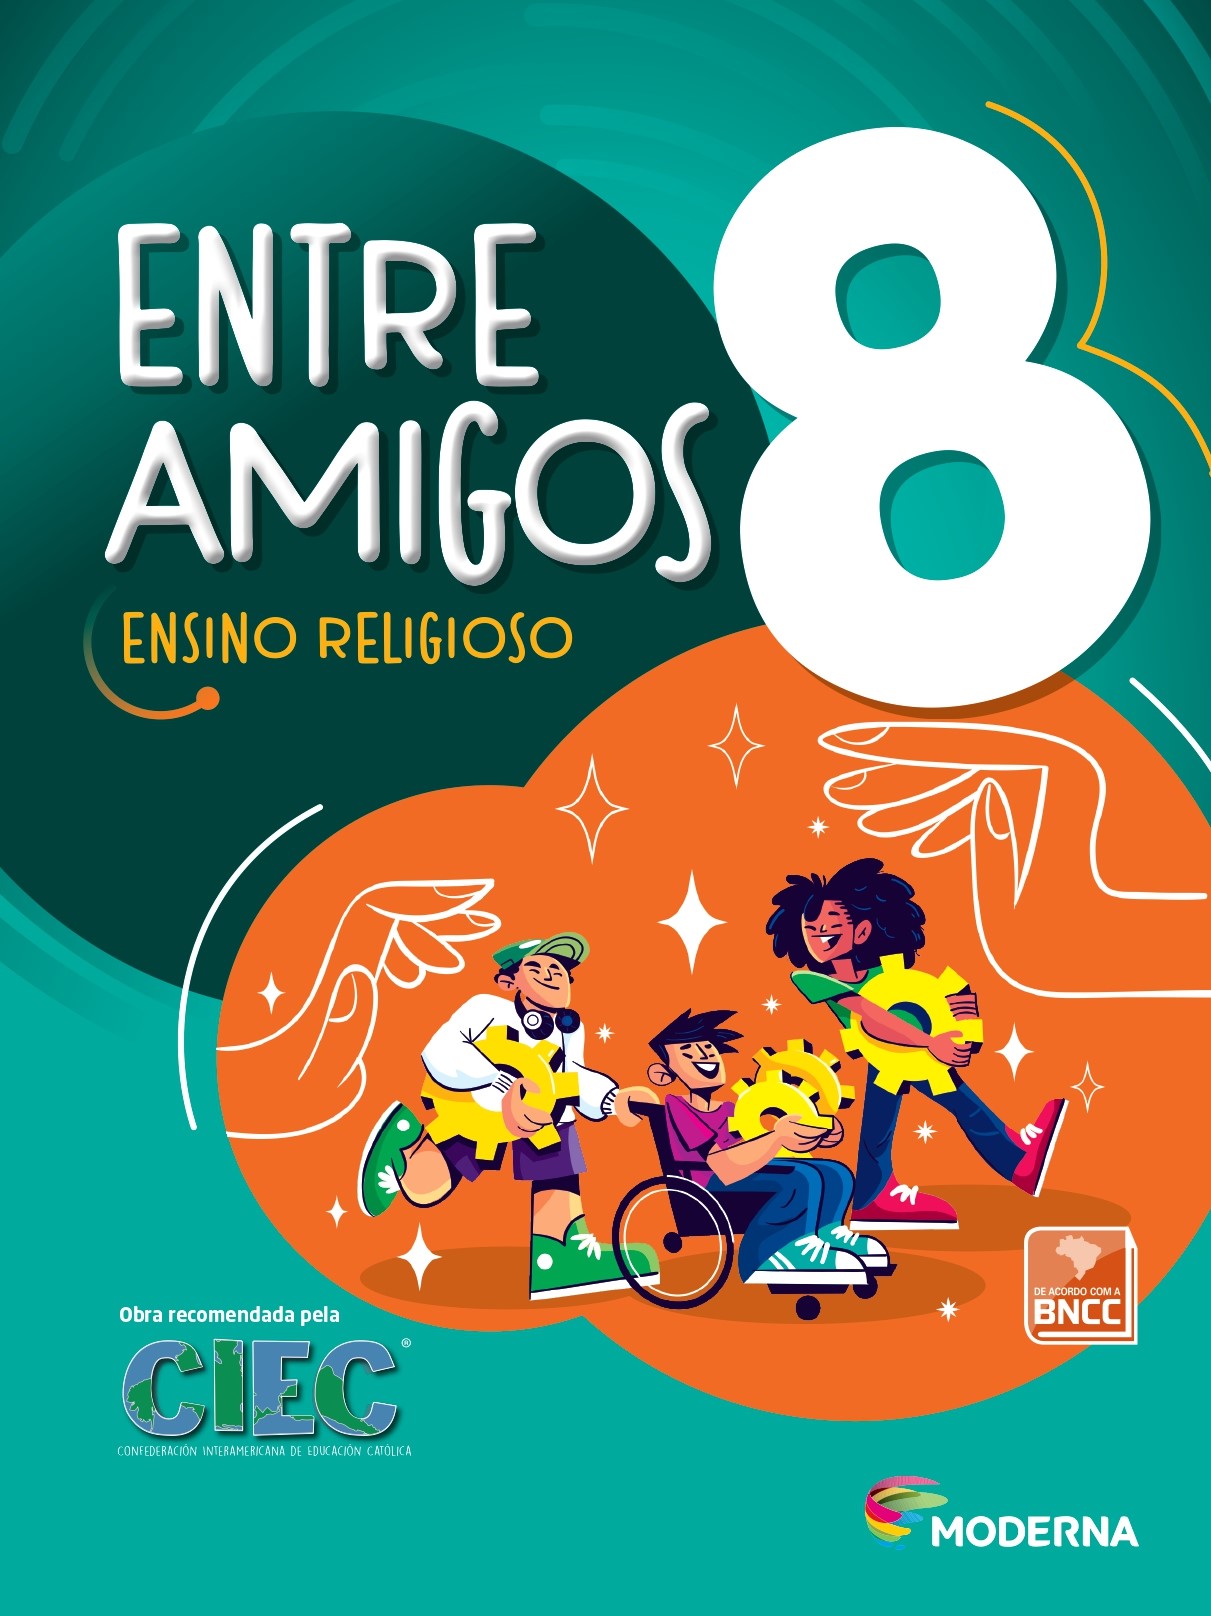 ENTRE
AMIGOS
8
ENSINO RELIGIOSO
DE ACORDO COM A
BNCC
Obra recomendada pela
CIEC®
CONFEDERACIÓN INTERAMERICANA DE EDUCACIÓN CATÓLICA
MODERNA